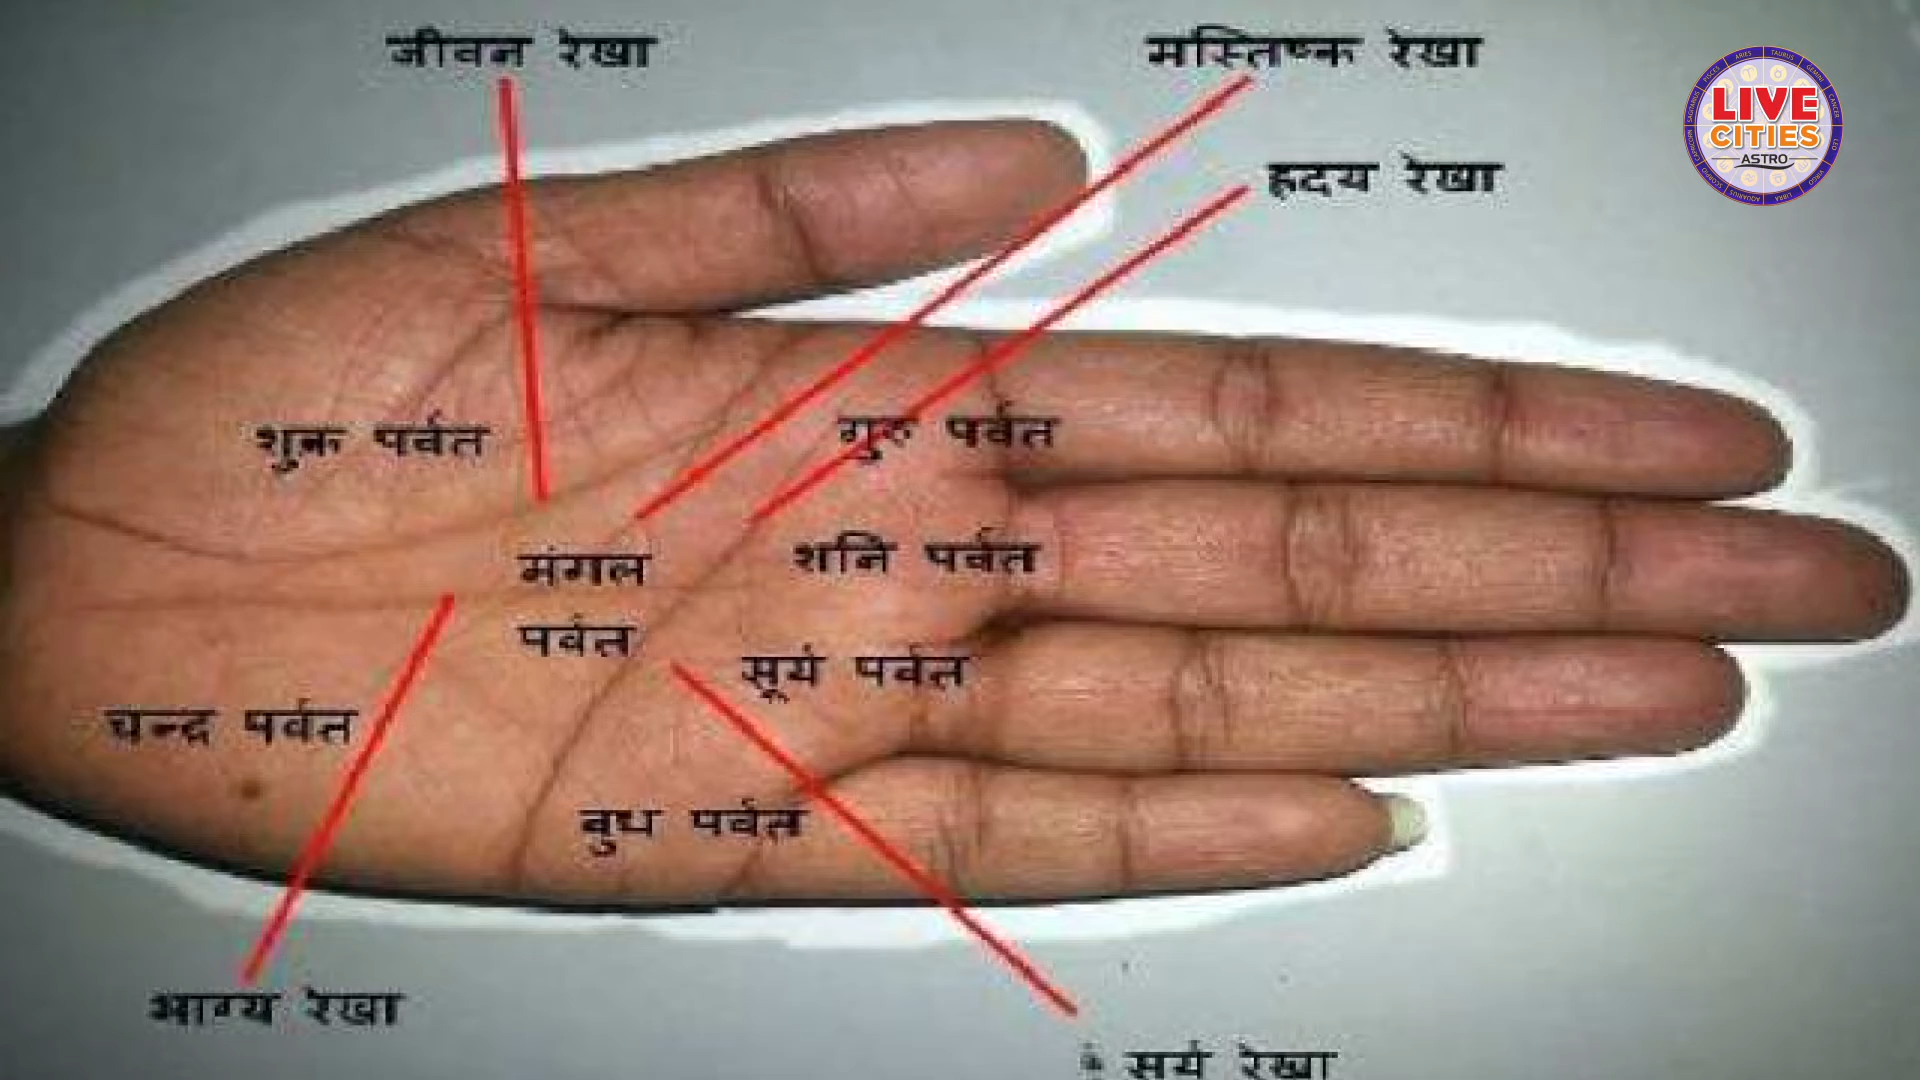 जीवन रेखा
मस्तिष्क रेखा
LIVE
CITIES
ASTRO
ह्रदय रेखा
शुक्र पर्वत
गुरु पर्वत
मंगल
पर्वत
शनि पर्वत
सूर्य पर्वत
चन्द्र पर्वत
बुध पर्वत
भाग्य रेखा
सूर्य रेखा